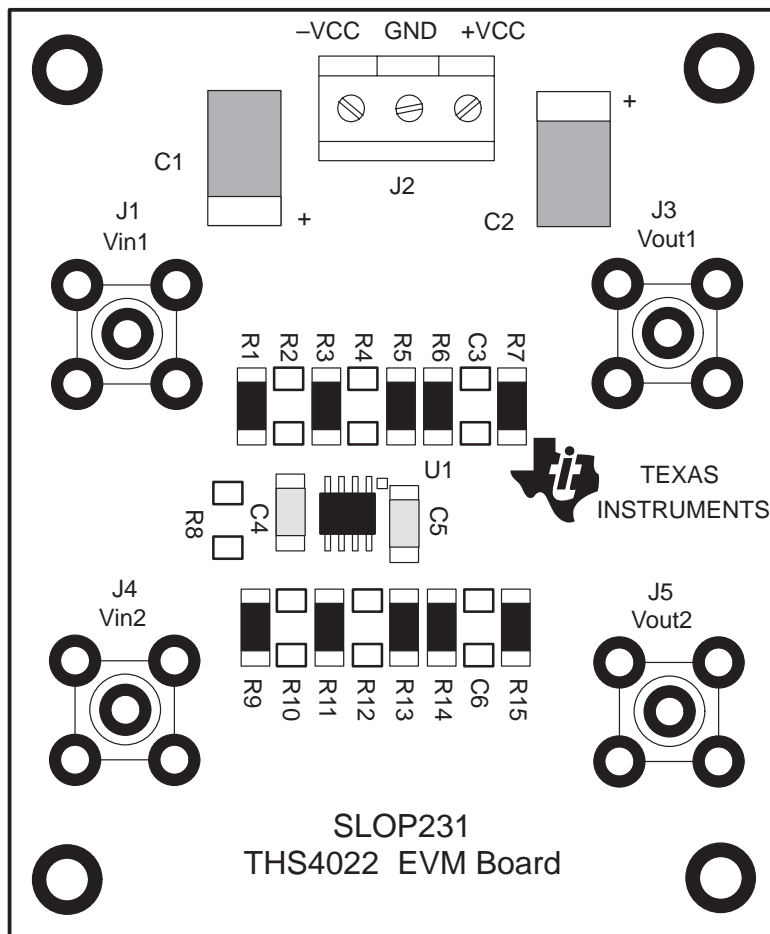 –VCC GND +VCC
C1
+
J2
+
C2
J1
Vin1
J3
Vout1
R1 R2 R3 R4 R5 R6 C3 R7
U1
TEXAS
INSTRUMENTS
R8
C4
C5
J4
Vin2
J5
Vout2
R9 R10 R11 R12 R13 R14 C6 R15
SLOP231
THS4022 EVM Board